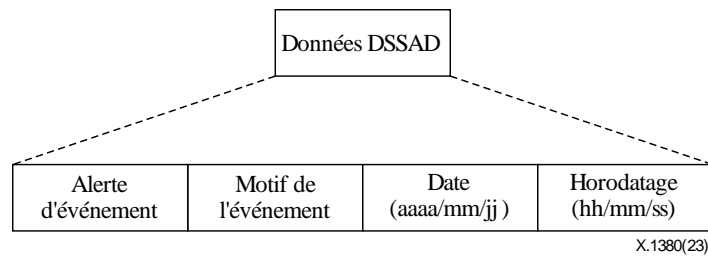 Données DSSAD
Alerte d'événement
Motif de l'événement
Date (aaaa/mm/jj)
Horodatage (hh/mm/ss)
X.1380(23)